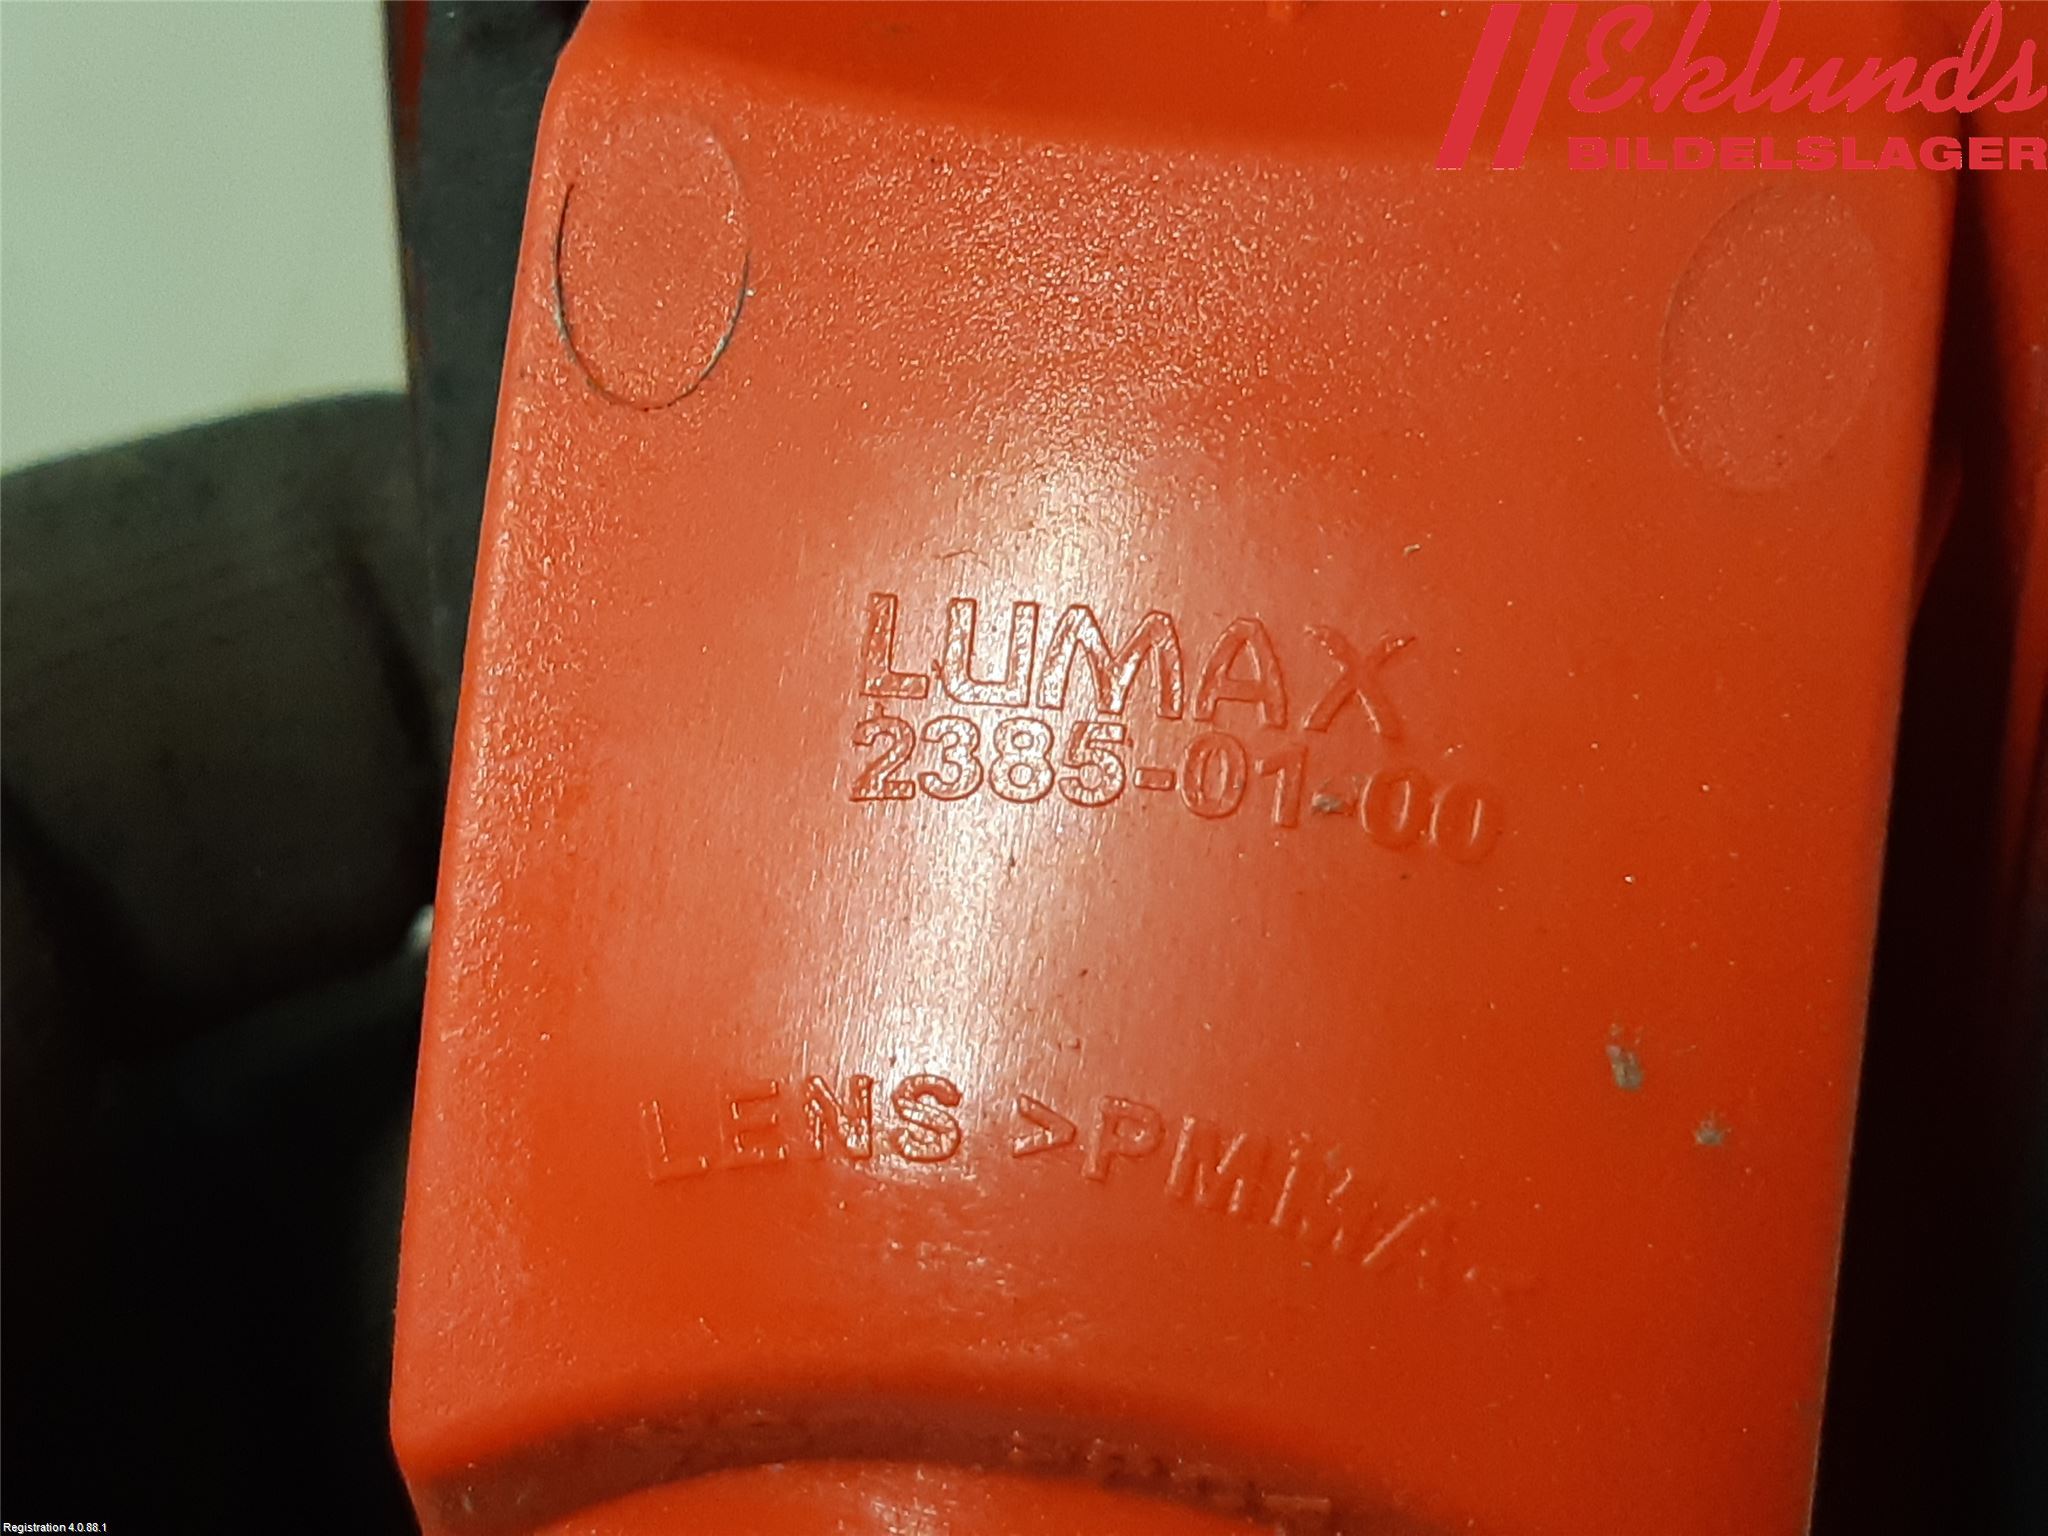 Eklunds
BILDELSLAGER
LUMAX
2385-01-00
LENS >PMMA<
Registration 4.0.88.1